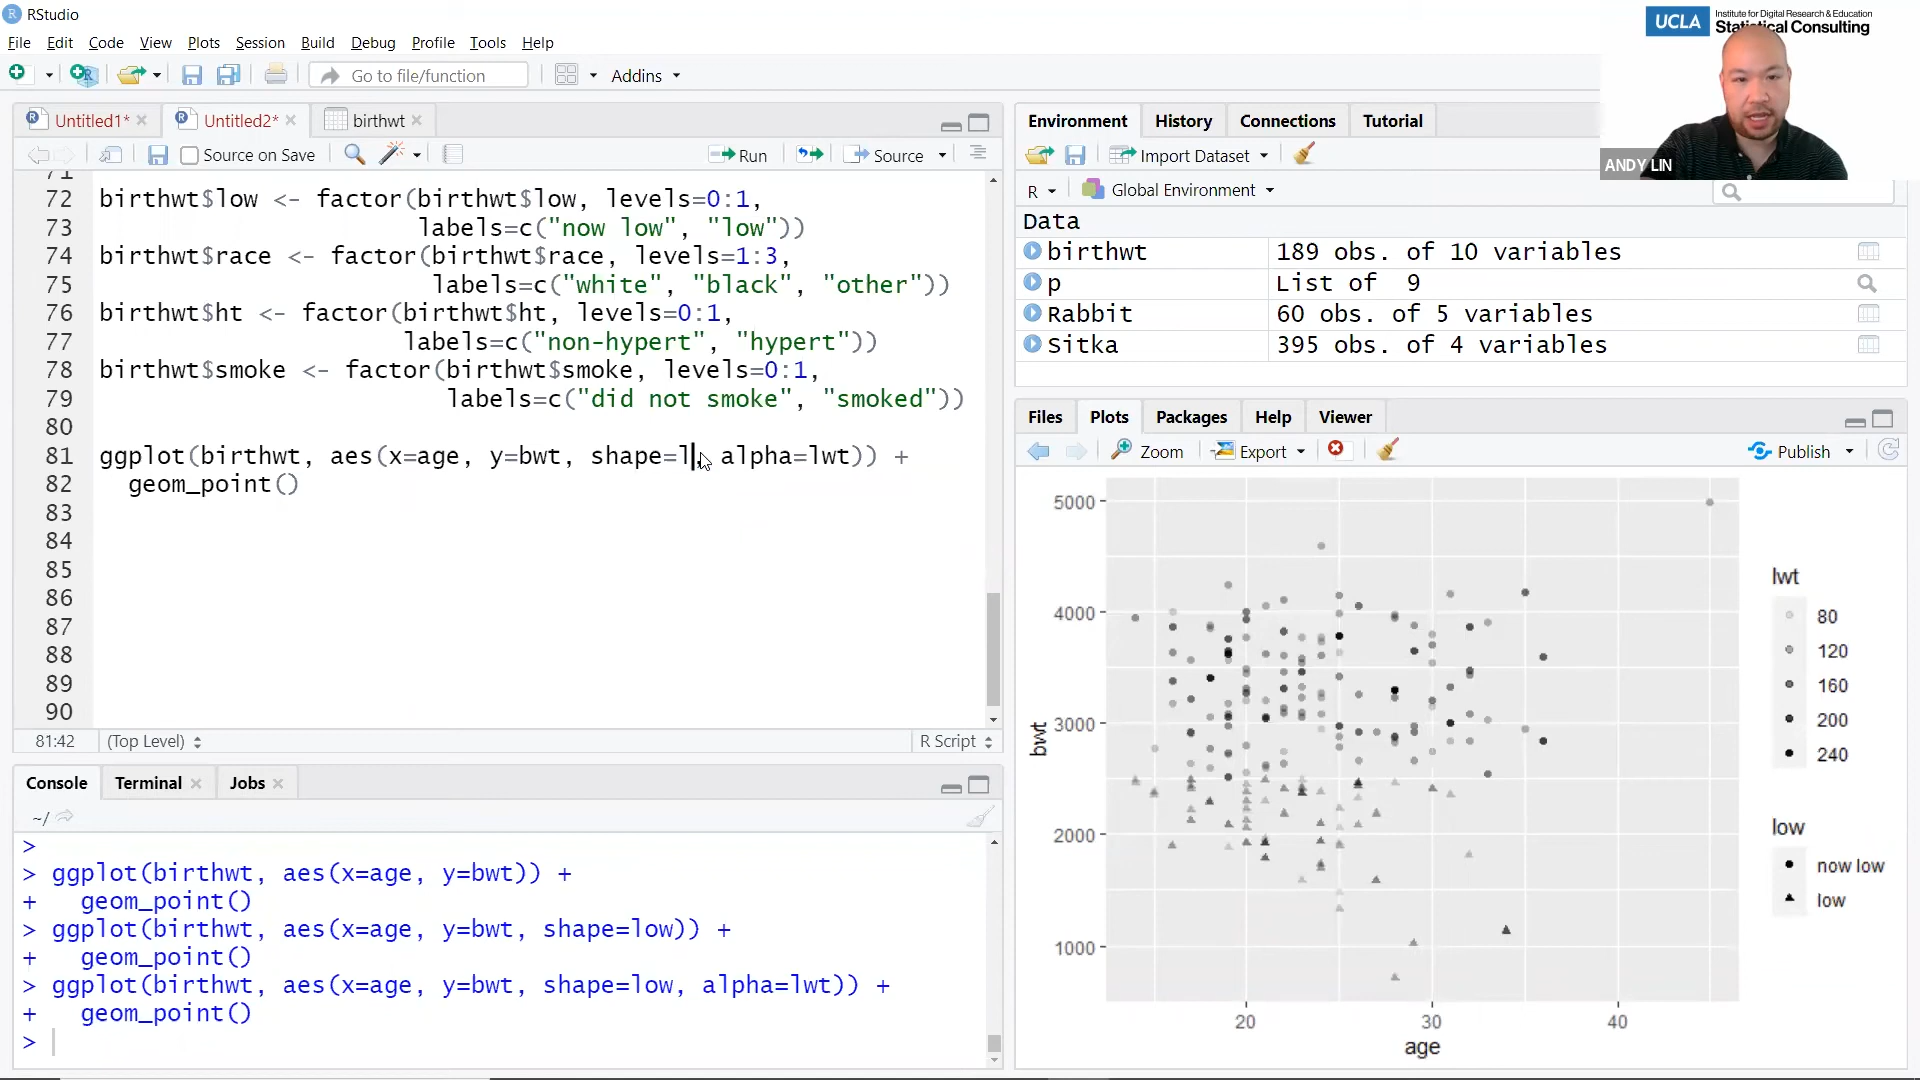 RStudio
File Edit Code View Plots Session Build Debug Profile Tools Help
Go to file/function
Addins
UCLA
Institute for Digital Research & Education
Statistical Consulting
ANDY LIN
Untitled1*
Untitled2*
birthwt
Source on Save
Run
Source
71
72 birthwt$low <- factor(birthwt$low, levels=0:1,
73 labels=c("now low", "low"))
74 birthwt$race <- factor(birthwt$race, levels=1:3,
75 labels=c("white", "black", "other"))
76 birthwt$ht <- factor(birthwt$ht, levels=0:1,
77 labels=c("non-hypert", "hypert"))
78 birthwt$smoke <- factor(birthwt$smoke, levels=0:1,
79 labels=c("did not smoke", "smoked"))
80
81 ggplot(birthwt, aes(x=age, y=bwt, shape=l, alpha=lwt)) +
82 geom_point()
83
84
85
86
87
88
89
90
81:42 (Top Level) R Script
Console Terminal Jobs
~/
>
> ggplot(birthwt, aes(x=age, y=bwt)) +
+ geom_point()
> ggplot(birthwt, aes(x=age, y=bwt, shape=low)) +
+ geom_point()
> ggplot(birthwt, aes(x=age, y=bwt, shape=low, alpha=lwt)) +
+ geom_point()
>
Environment History Connections Tutorial
Import Dataset
R Global Environment
Data
birthwt 189 obs. of 10 variables
p List of 9
Rabbit 60 obs. of 5 variables
Sitka 395 obs. of 4 variables
Files Plots Packages Help Viewer
Zoom Export Publish
5000
4000
3000
2000
1000
bwt
20 30 40
age
lwt
80
120
160
200
240
low
now low
low